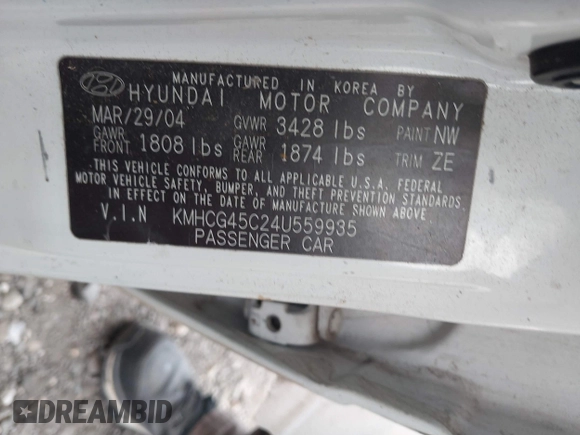 MANUFACTURED IN KOREA BY
HYUNDAI MOTOR COMPANY
MAR/29/04 GVWR 3428 lbs PAINT NW
GAWR FRONT 1808 lbs GAWR REAR 1874 lbs TRIM ZE
THIS VEHICLE CONFORMS TO ALL APPLICABLE U.S.A. FEDERAL
MOTOR VEHICLE SAFETY, BUMPER, AND THEFT PREVENTION STANDARDS
IN EFFECT ON THE DATE OF MANUFACTURE SHOWN ABOVE.
V.I.N KMHCG45C24U559935
PASSENGER CAR
DREAMBID